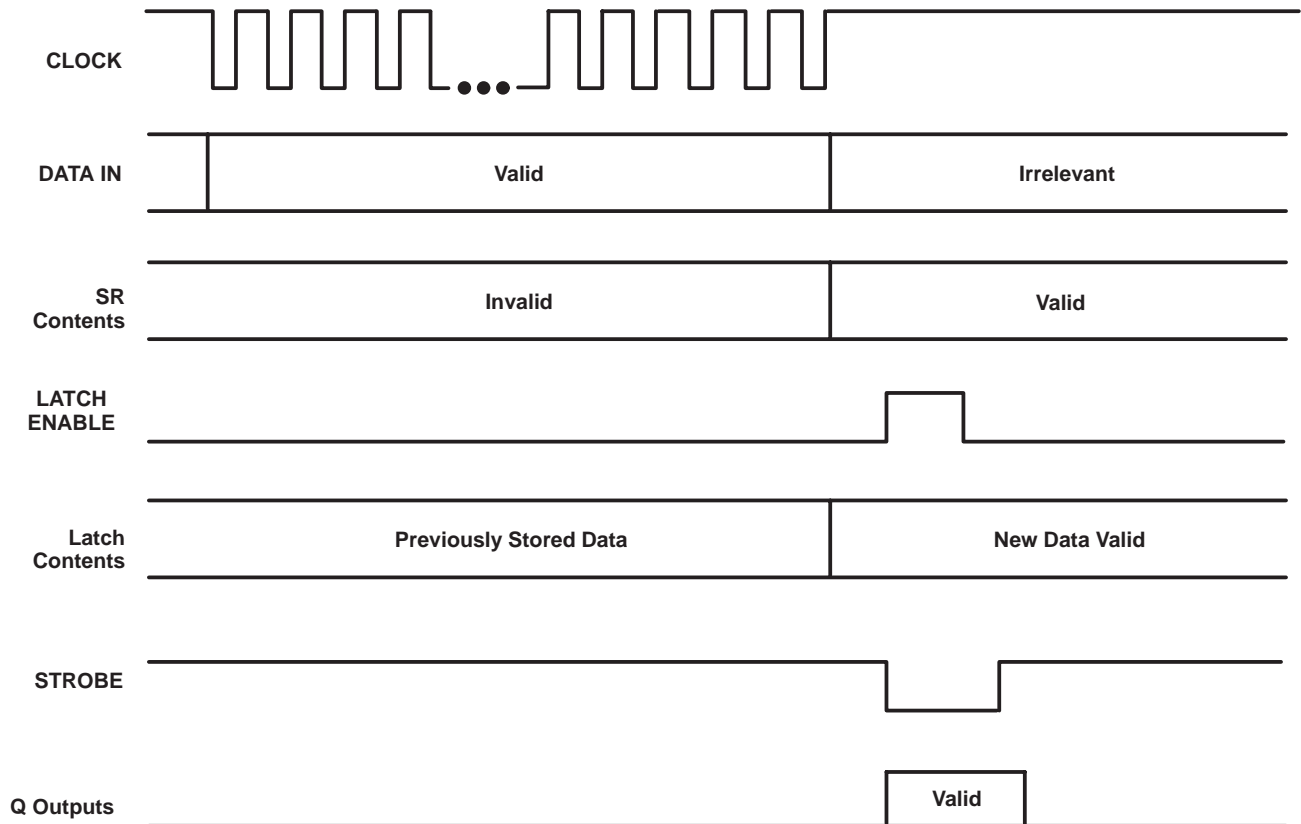 CLOCK
DATA IN
Valid
Irrelevant
SR
Contents
Invalid
Valid
LATCH
ENABLE
Latch
Contents
Previously Stored Data
New Data Valid
STROBE
Q Outputs
Valid